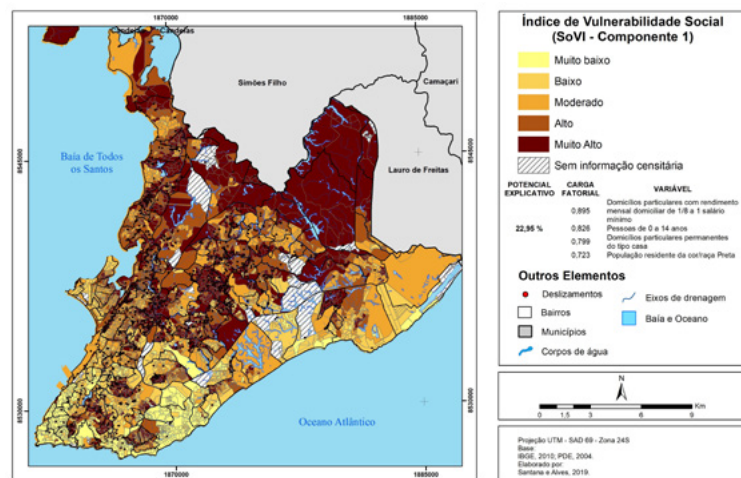 1870000
1885000
Candeias
Candeias
Simões Filho
Camaçari
Baía de Todos
os Santos
Lauro de Freitas
8545000
8545000
8530000
8530000
Oceano Atlântico
1870000
1885000
Índice de Vulnerabilidade Social
(SoVI - Componente 1)
Muito baixo
Baixo
Moderado
Alto
Muito Alto
Sem informação censitária
POTENCIAL EXPLICATIVO CARGA FATORIAL VARIÁVEL
22,95 %
0,895 Domicílios particulares com rendimento mensal domiciliar de 1/8 a 1 salário mínimo
0,826 Pessoas de 0 a 14 anos
0,799 Domicílios particulares permanentes do tipo casa
0,723 População residente da cor/raça Preta
Outros Elementos
Deslizamentos
Bairros
Municípios
Corpos de água
Eixos de drenagem
Baía e Oceano
N
0 1,5 3 6 9 Km
Projeção UTM - SAD 69 - Zona 24S
Base:
IBGE, 2010; PDE, 2004.
Elaborado por:
Santana e Alves, 2019.